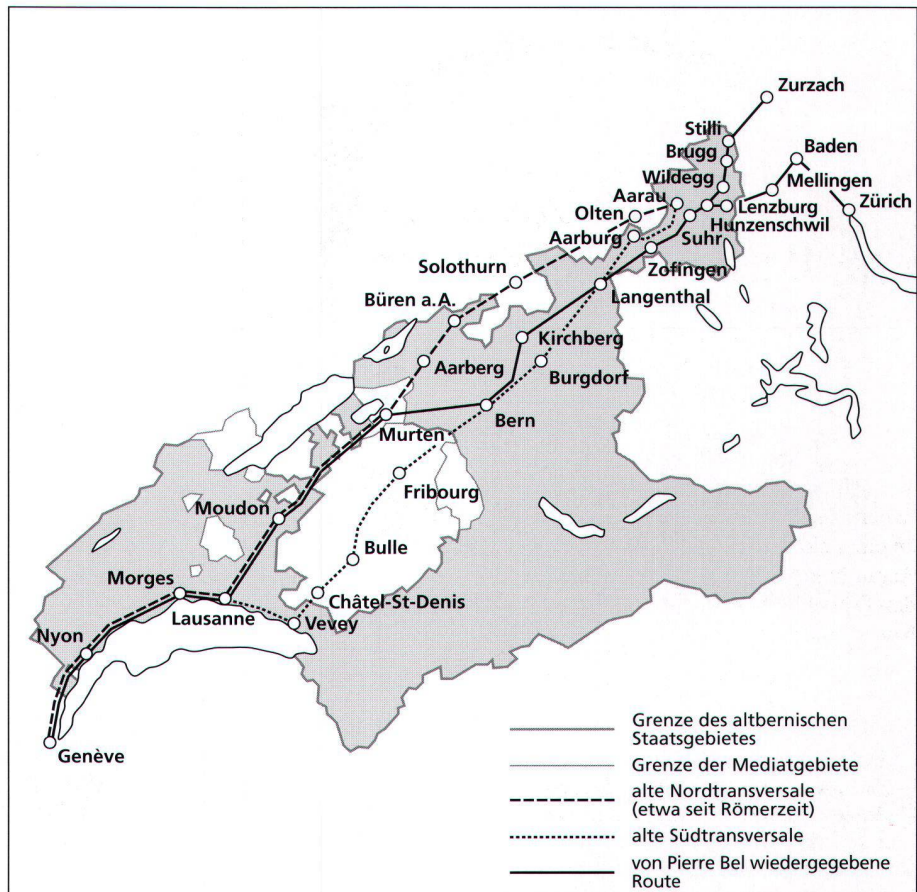 Zurzach
Stilli
Brugg
Baden
Wildegg
Mellingen
Aarau
Zürich
Olten
Lenzburg
Hunzenschwil
Aarburg
Suhr
Zofingen
Solothurn
Langenthal
Büren a.A.
Kirchberg
Aarberg
Burgdorf
Bern
Murten
Fribourg
Moudon
Bulle
Morges
Châtel-St-Denis
Lausanne
Vevey
Nyon
Genève
Grenze des altbernischen
Staatsgebietes
Grenze der Mediatgebiete
alte Nordtransversale
(etwa seit Römerzeit)
alte Südtransversale
von Pierre Bel wiedergegebene
Route